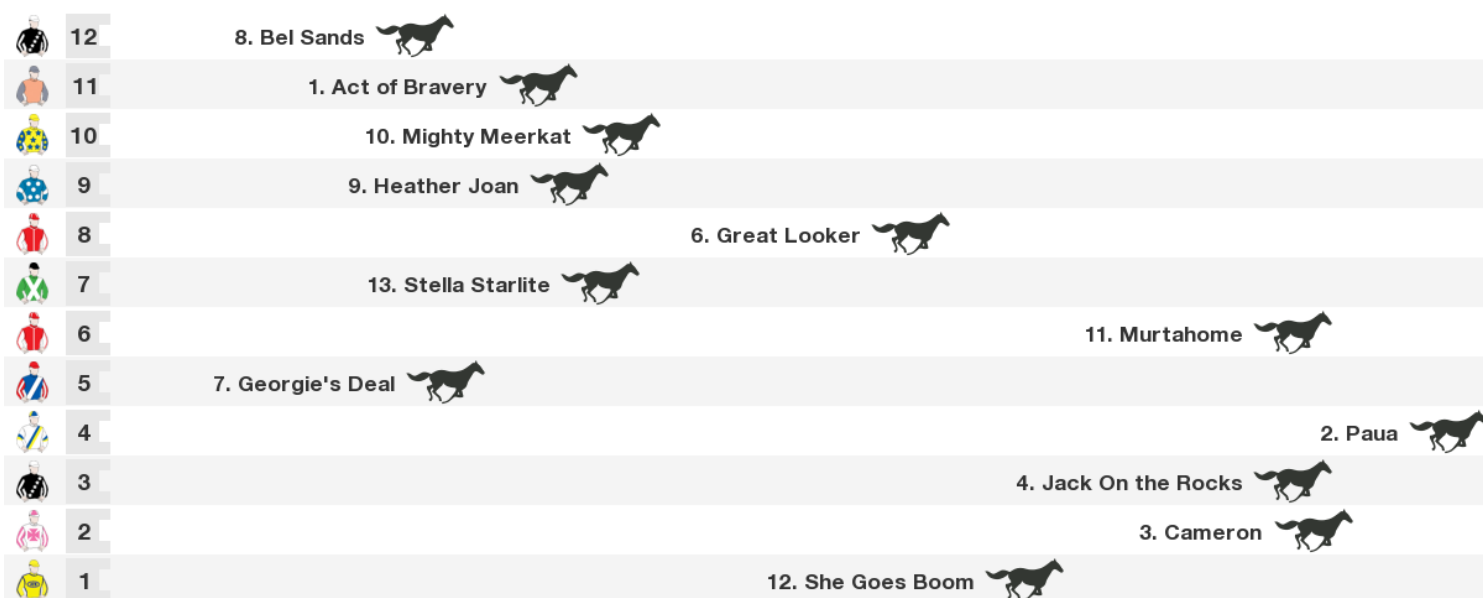 12 8. Bel Sands
11 1. Act of Bravery
10 10. Mighty Meerkat
9 9. Heather Joan
8 6. Great Looker
7 13. Stella Starlite
6 11. Murtahome
5 7. Georgie's Deal
4 2. Paua
3 4. Jack On the Rocks
2 3. Cameron
1 12. She Goes Boom